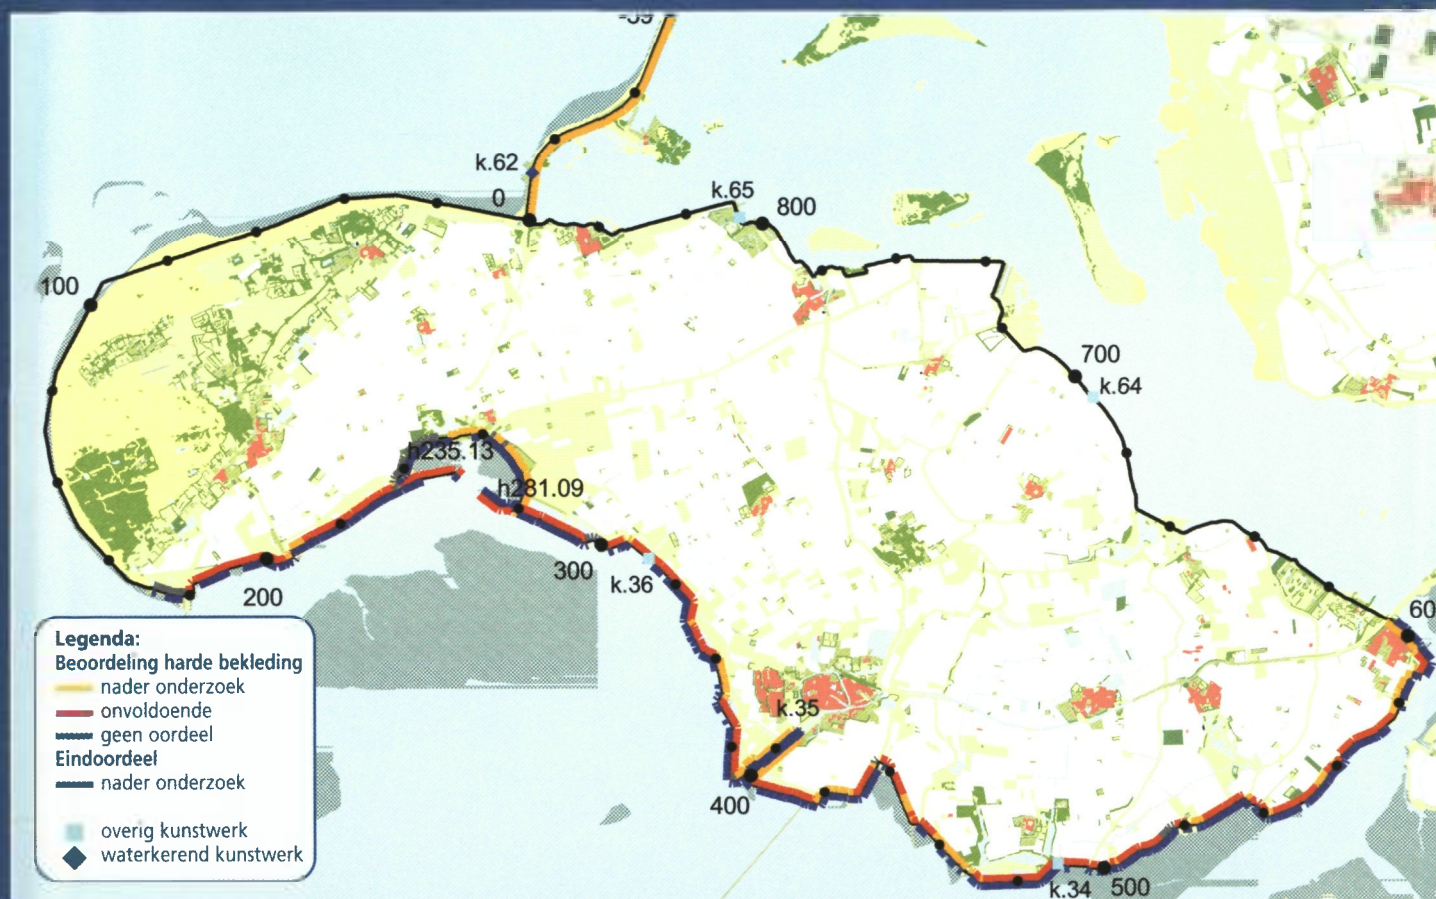 k.62
0
k.65
800
100
700
k.64
h235.13
h281.09
300
k.36
200
60
k.35
400
k.34
500
Legenda:
Beoordeling harde bekleding
nader onderzoek
onvoldoende
geen oordeel
Eindoordeel
nader onderzoek
overig kunstwerk
waterkerend kunstwerk